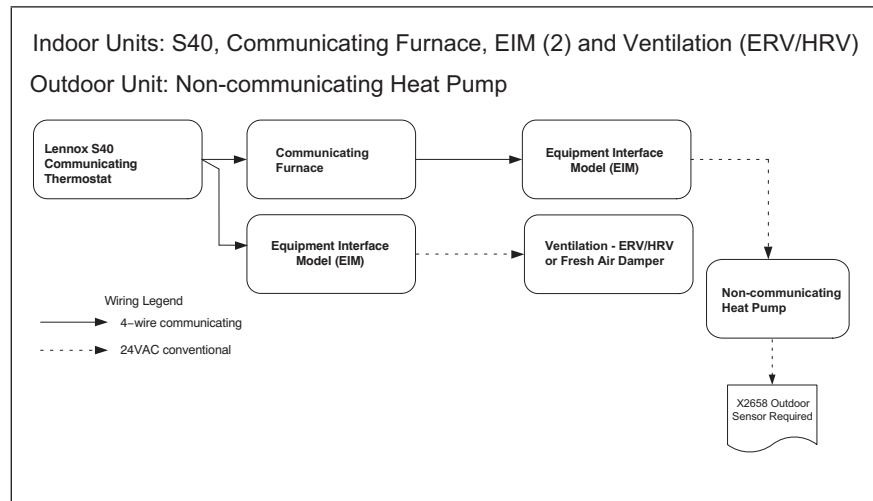 Indoor Units: S40, Communicating Furnace, EIM (2) and Ventilation (ERV/HRV)
Outdoor Unit: Non-communicating Heat Pump
Lennox S40
Communicating
Thermostat
Communicating
Furnace
Equipment Interface
Model (EIM)
Equipment Interface
Model (EIM)
Ventilation - ERV/HRV
or Fresh Air Damper
Non-communicating
Heat Pump
Wiring Legend
4−wire communicating
24VAC conventional
X2658 Outdoor
Sensor Required